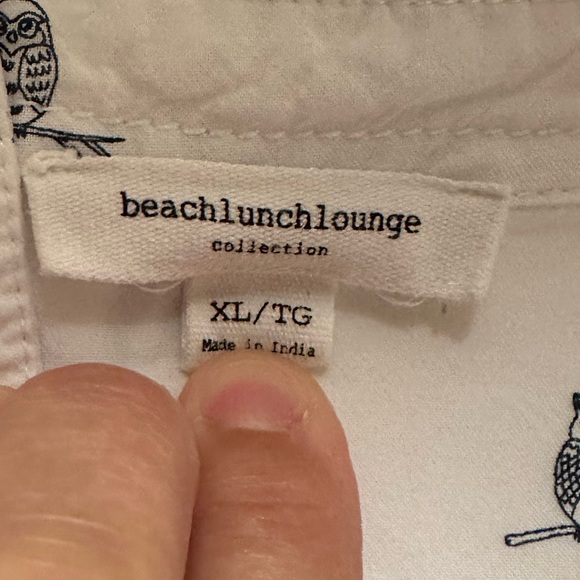 beachlunchlounge
Collection
XL/TG
Made in India